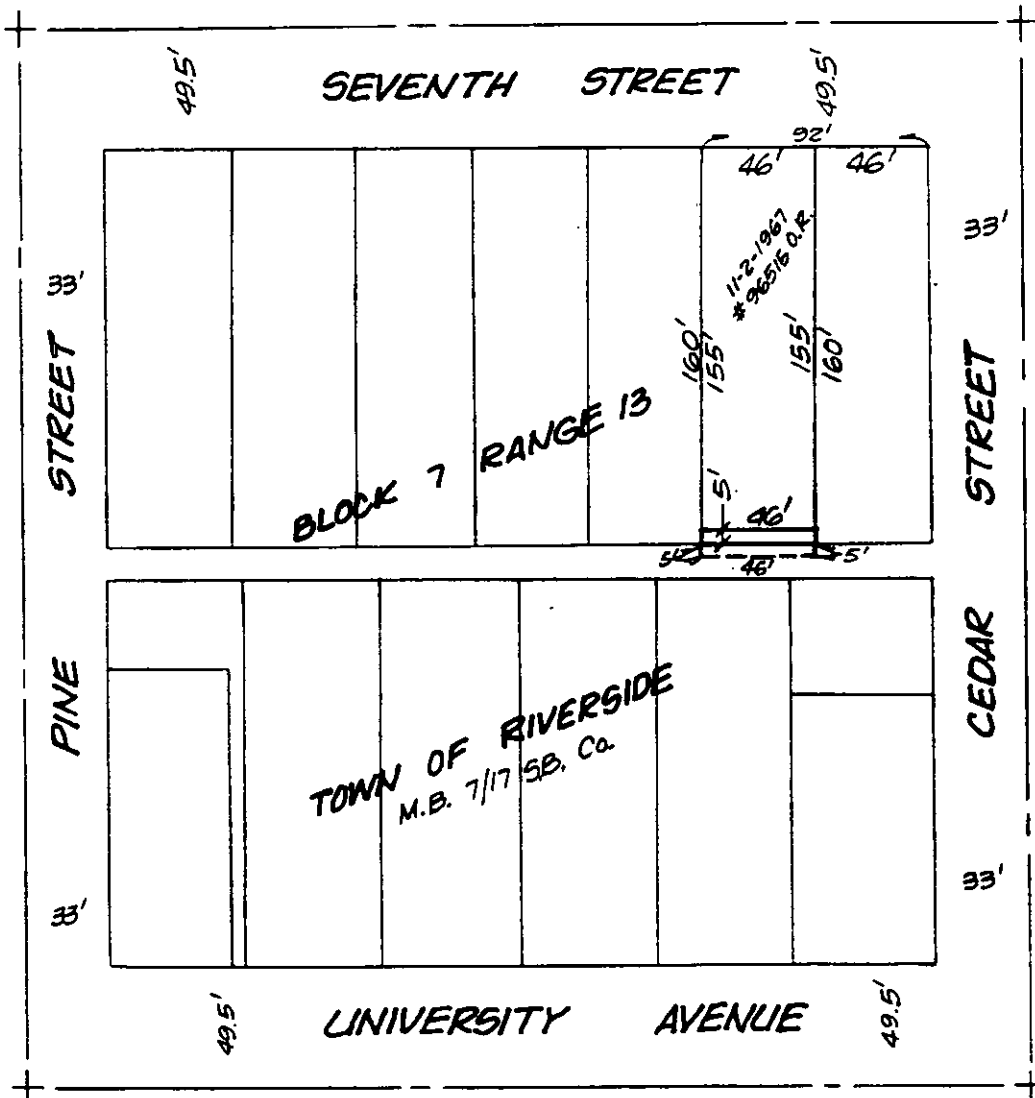 49.5'
SEVENTH STREET
49.5'
92'
46' 46'
33'
33'
11-2-1967
# 96515 O.R.
STREET
160'
155'
155'
160'
STREET
BLOCK 7 RANGE 13
5'
46'
5'
46'
5'
PINE
CEDAR
TOWN OF RIVERSIDE
M.B. 7/17 S.B. Co.
33'
33'
49.5'
UNIVERSITY AVENUE
49.5'